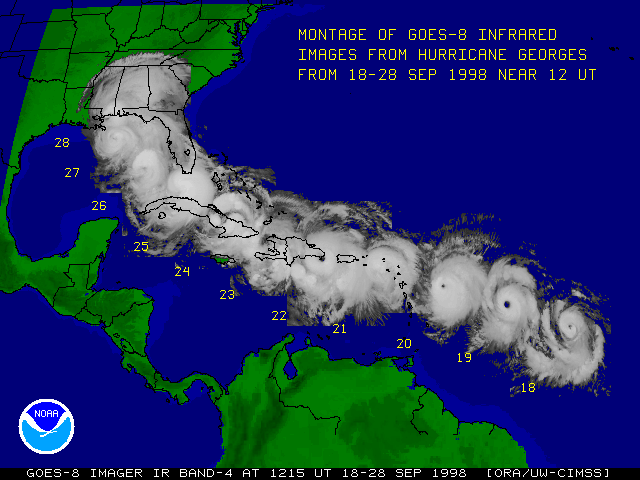 MONTAGE OF GOES-8 INFRARED
IMAGES FROM HURRICANE GEORGES
FROM 18-28 SEP 1998 NEAR 12 UT
28
27
26
25
24
23
22
21
20
19
18
NOAA
GOES-8 IMAGER IR BAND-4 AT 1215 UT 18-28 SEP 1998 [ORA/UW-CIMSS]